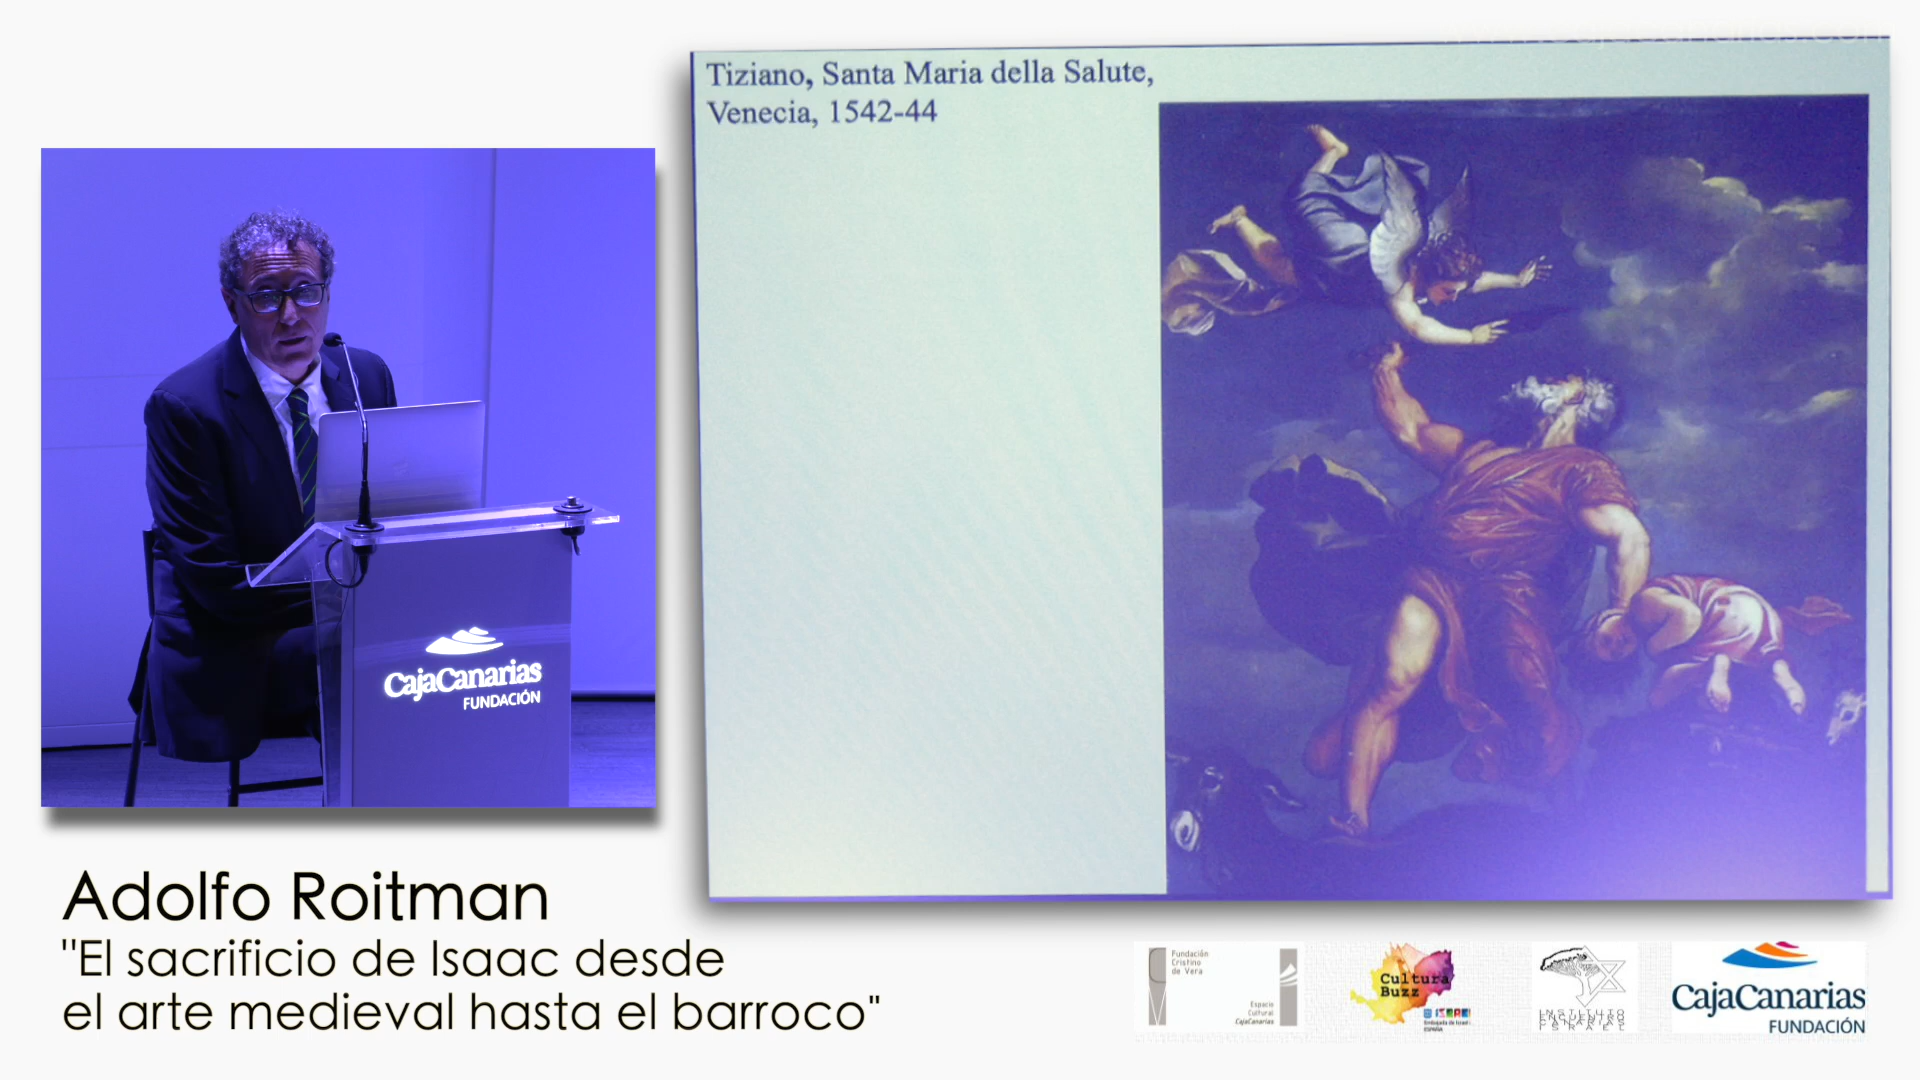 Tiziano, Santa Maria della Salute,
Venecia, 1542-44
CajaCanarias
FUNDACIÓN
Adolfo Roitman
"El sacrificio de Isaac desde
el arte medieval hasta el barroco"
Fundación
Cristino
de Vera
Espacio
Cultural
CajaCanarias
Cultura
Buzz
ISRAEL
Embajada de Israel
ESPAÑA
CajaCanarias
FUNDACIÓN